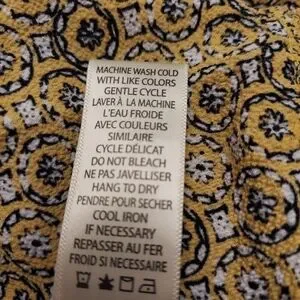 MACHINE WASH COLD
WITH LIKE COLORS
GENTLE CYCLE
LAVER À LA MACHINE
L'EAU FROIDE
AVEC COULEURS
SIMILAIRE
CYCLE DÉLICAT
DO NOT BLEACH
NE PAS JAVELLISER
HANG TO DRY
PENDRE POUR SECHER
COOL IRON
IF NECESSARY
REPASSER AU FER
FROID SI NECESSAIRE